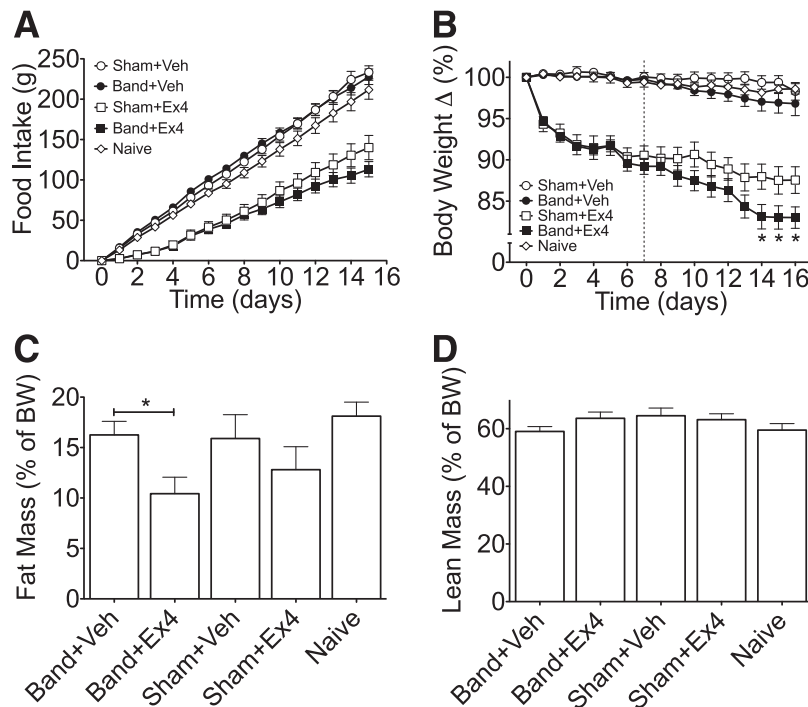 A
Food Intake (g)
250
200
150
100
50
0
Sham+Veh
Band+Veh
Sham+Ex4
Band+Ex4
Naive
0 2 4 6 8 10 12 14 16
Time (days)
B
Body Weight Δ (%)
100
95
90
85
0
Sham+Veh
Band+Veh
Sham+Ex4
Band+Ex4
Naive
* * *
0 2 4 6 8 10 12 14 16
Time (days)
C
Fat Mass (% of BW)
20
15
10
5
0
*
Band+Veh
Band+Ex4
Sham+Veh
Sham+Ex4
Naive
D
Lean Mass (% of BW)
60
40
20
0
Band+Veh
Band+Ex4
Sham+Veh
Sham+Ex4
Naive